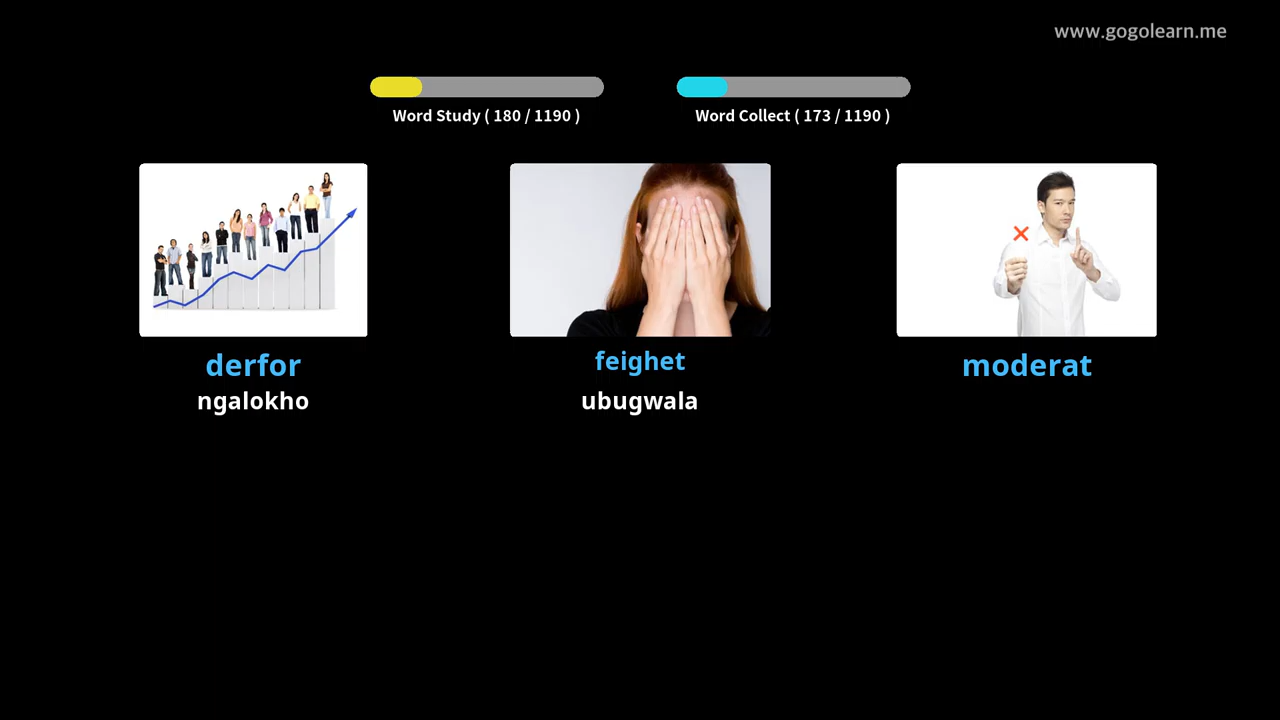 www.gogolearn.me
Word Study ( 180 / 1190 )
Word Collect ( 173 / 1190 )
derfor
ngalokho
feighet
ubugwala
moderat